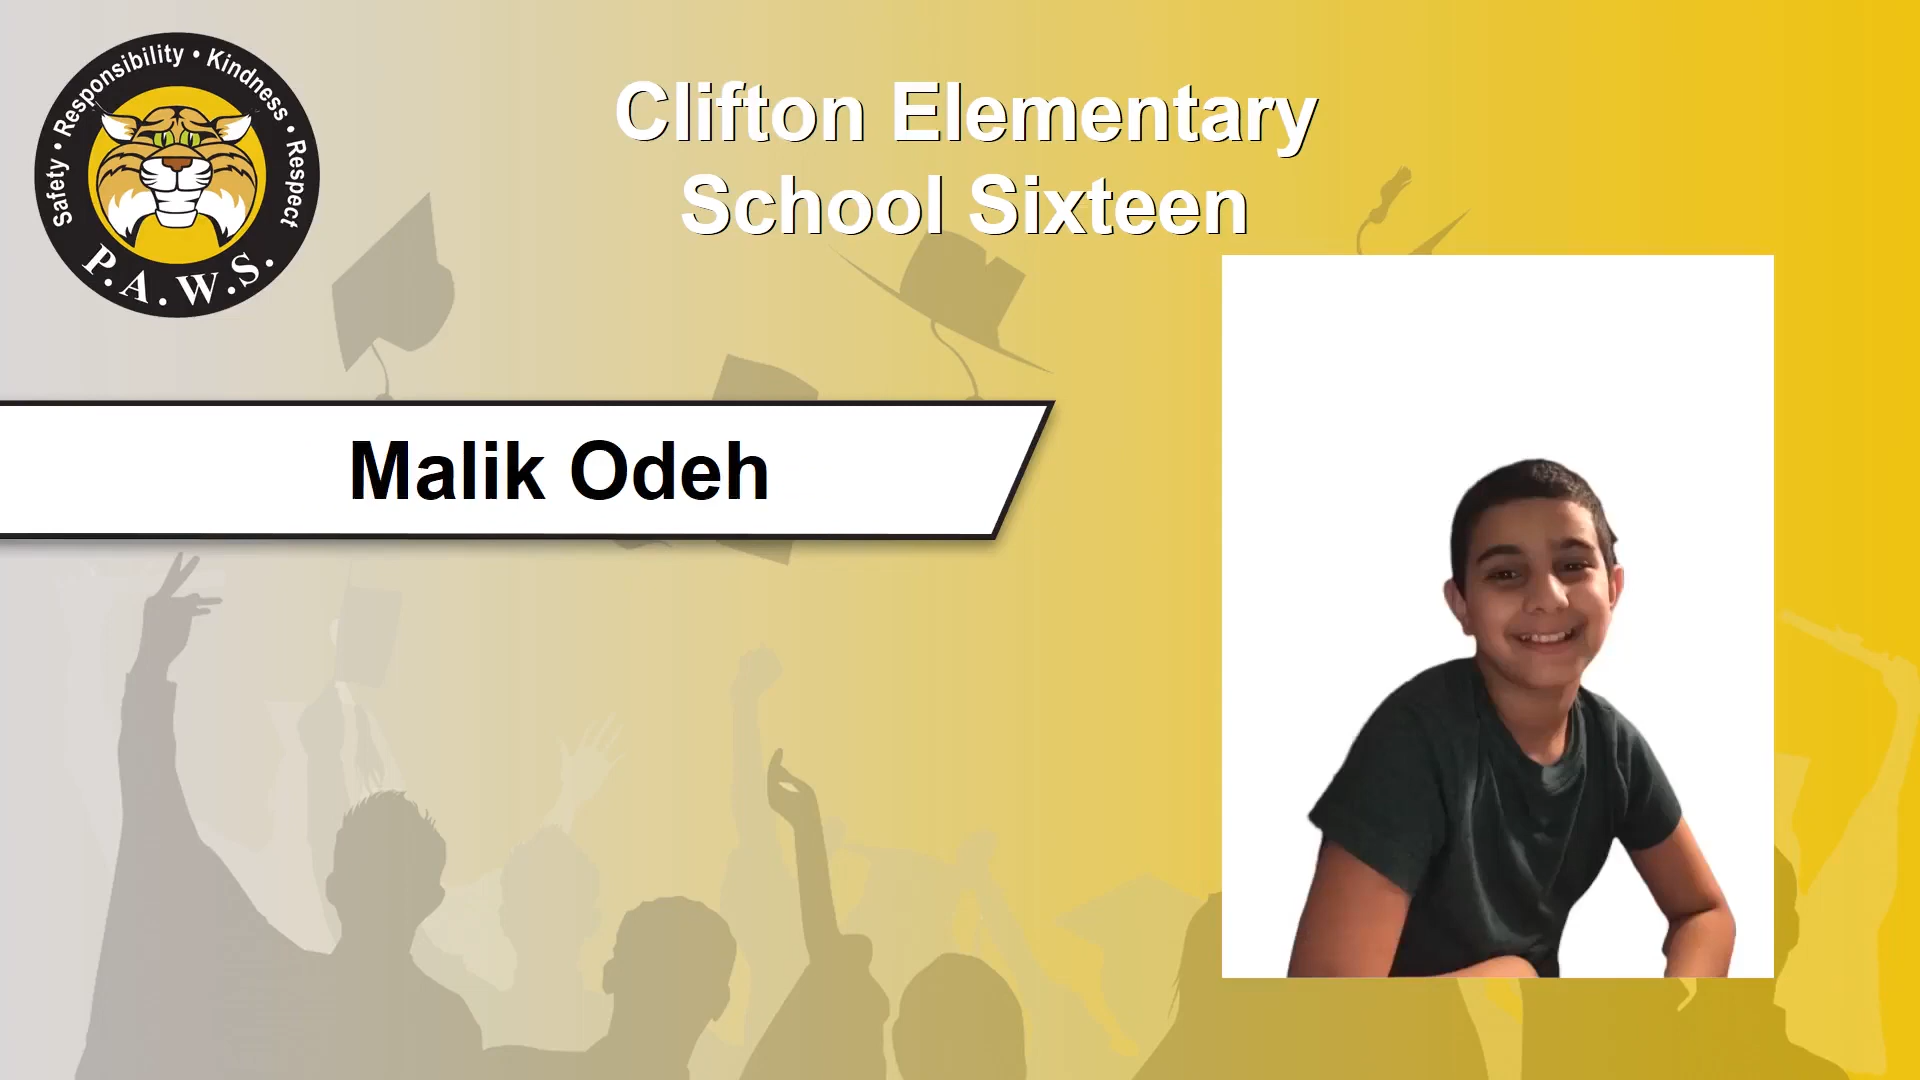 Safety • Responsibility • Kindness • Respect
P.A.W.S.
Clifton Elementary
School Sixteen
Malik Odeh